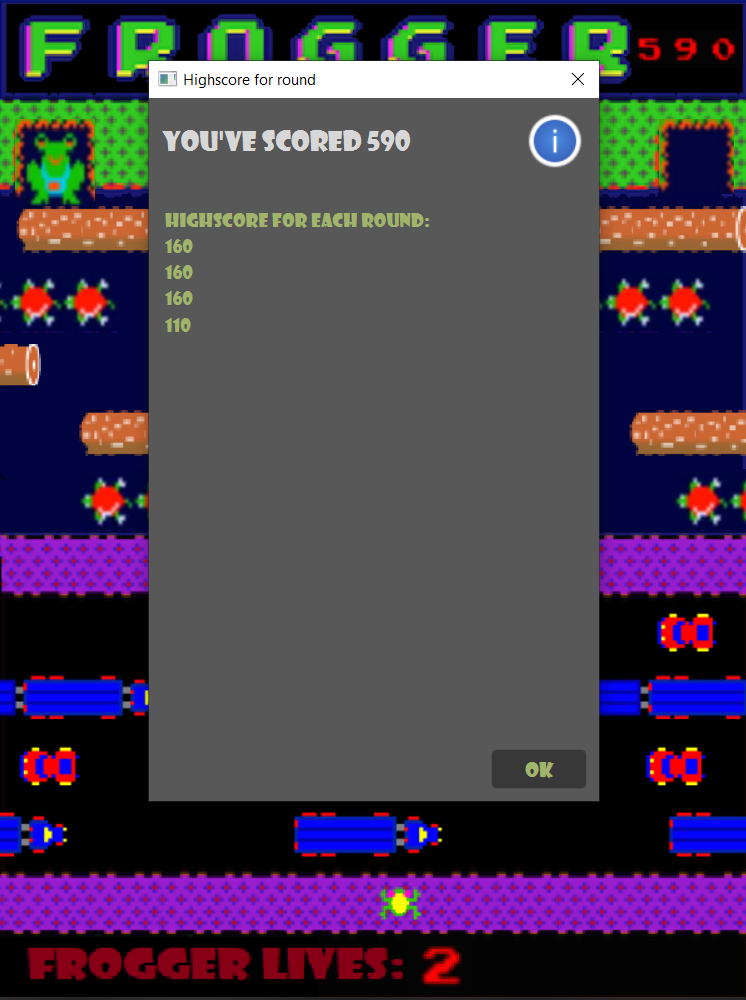 FROGGER 590
Highscore for round
YOU'VE SCORED 590
HIGHSCORE FOR EACH ROUND:
160
160
160
110
OK
FROGGER LIVES: 2